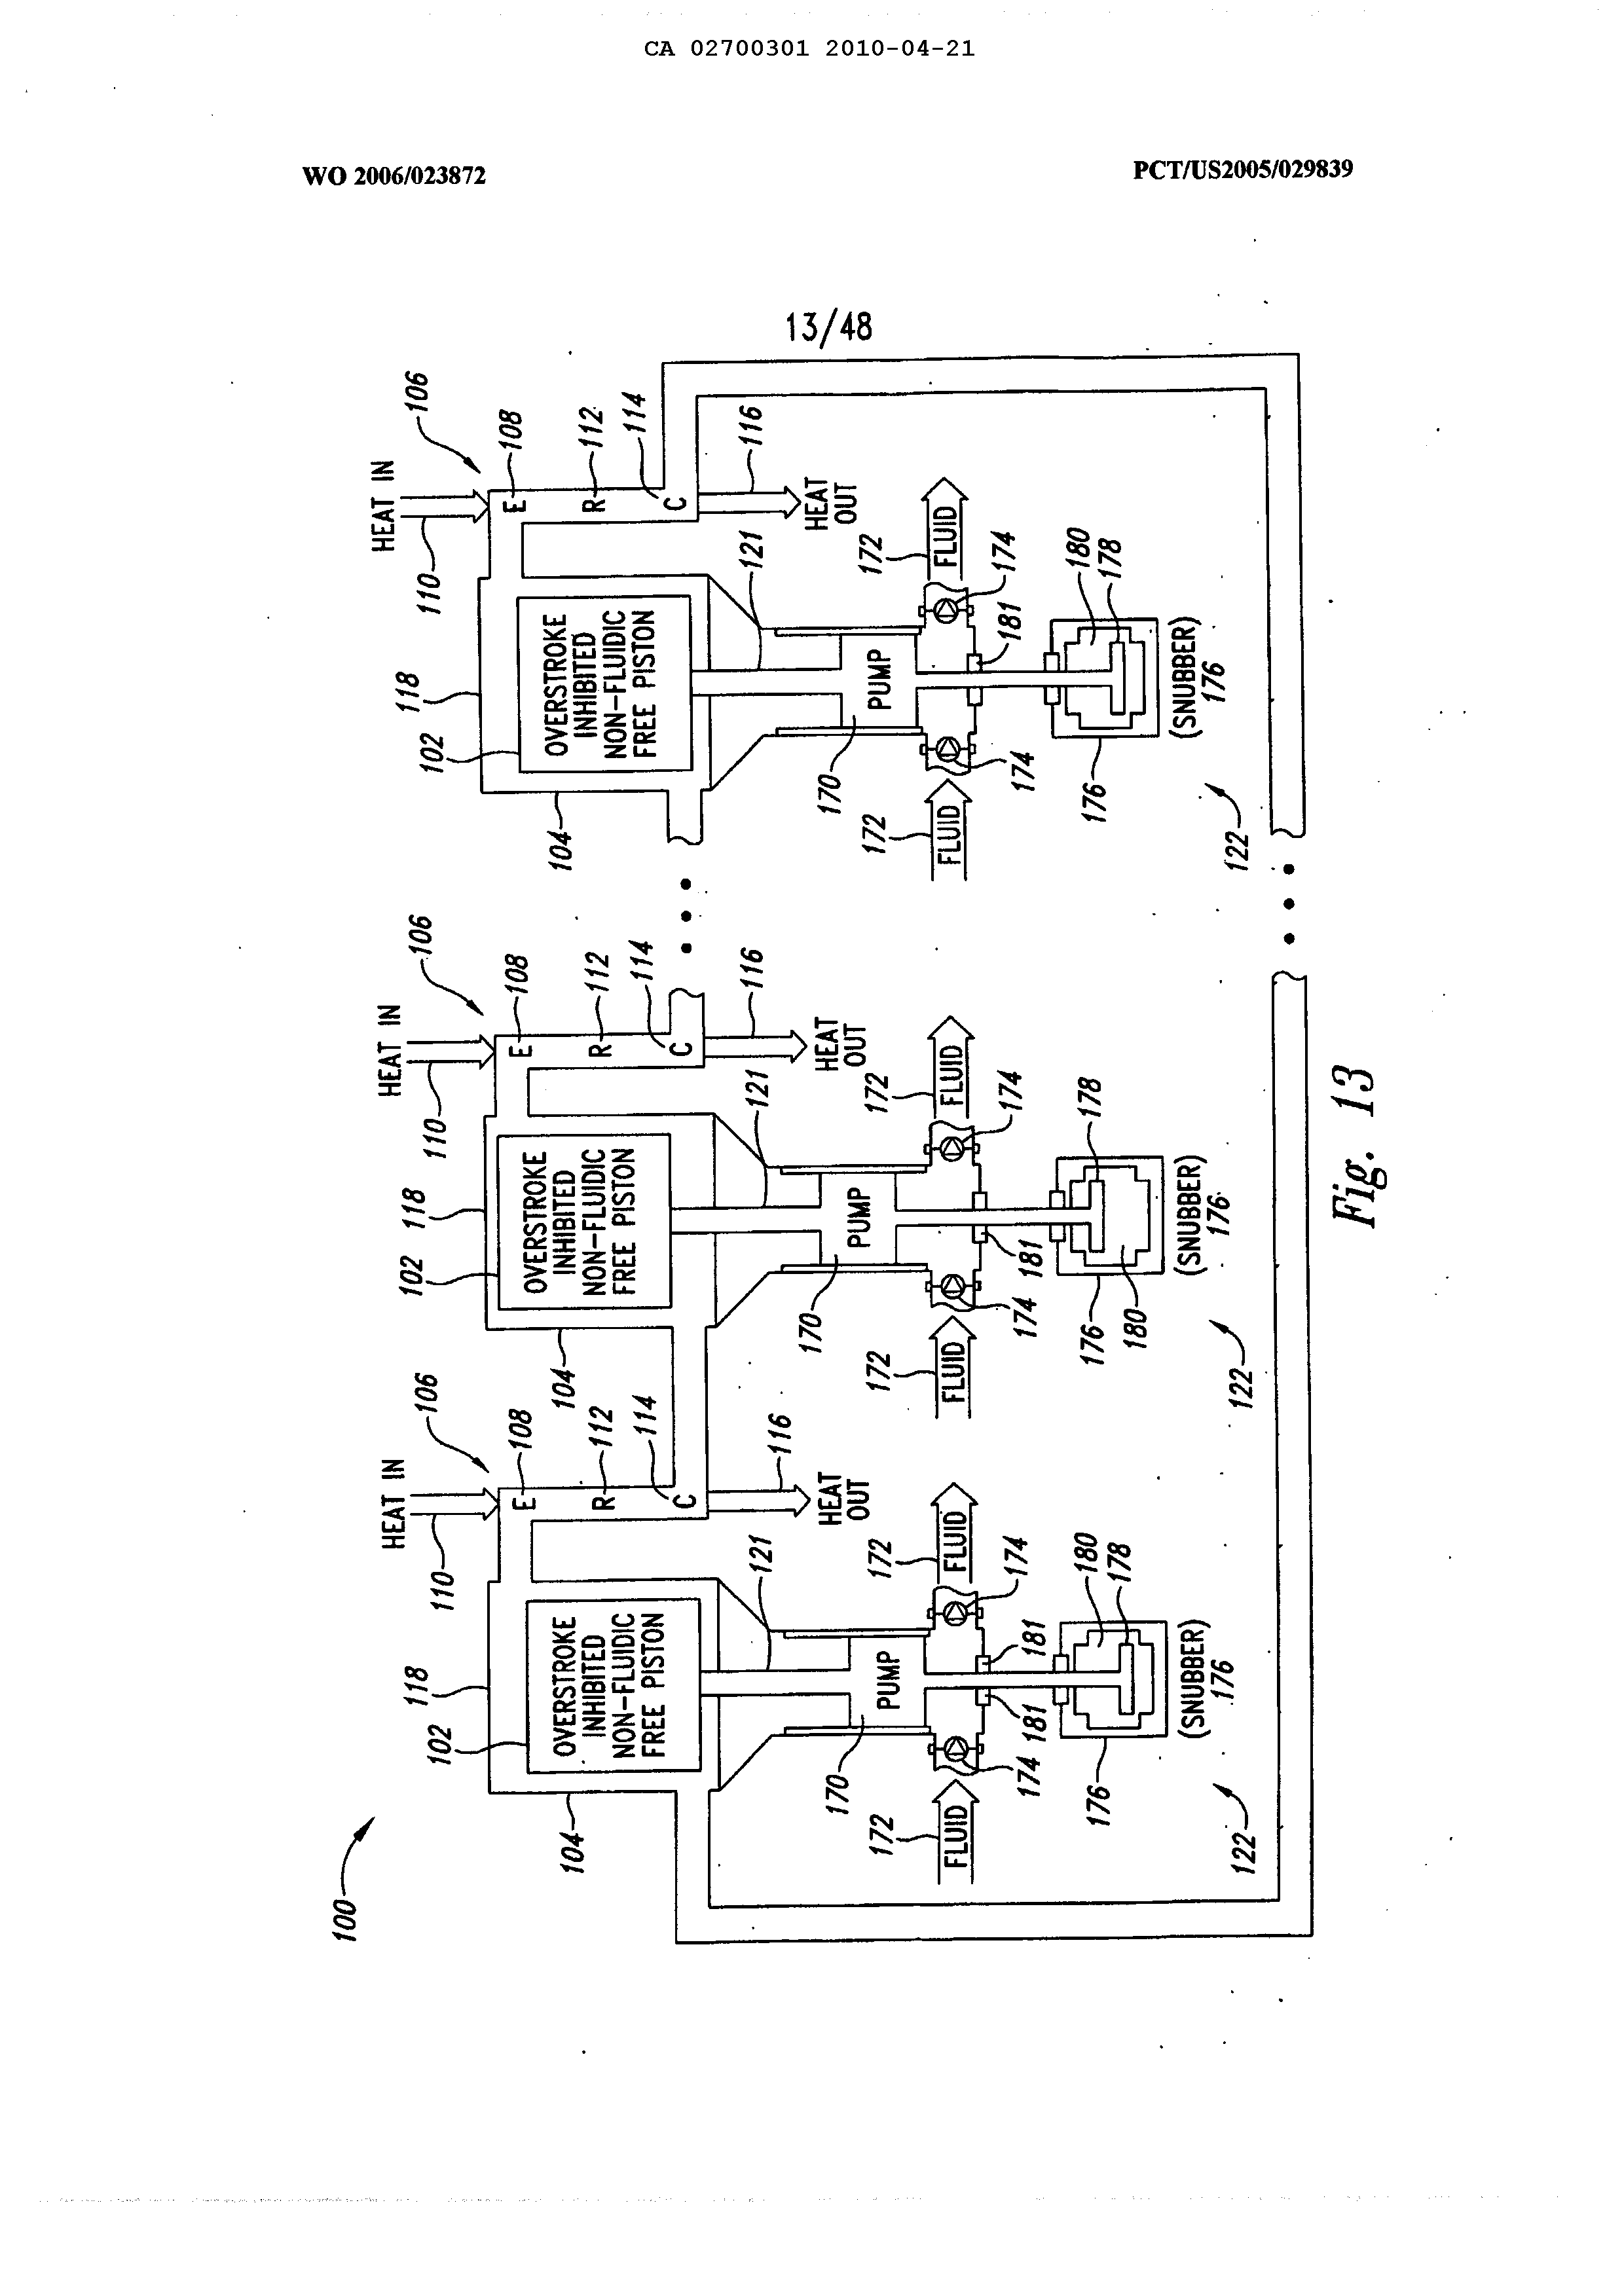 CA 02700301 2010-04-21
WO 2006/023872
PCT/US2005/029839
13/48
100
HEAT IN
110
106
118
102
104
OVERSTROKE
INHIBITED
NON-FLUIDIC
FREE PISTON
E
108
R
112
C
114
116
HEAT
OUT
121
PUMP
170
172
FLUID
174
181
181
172
FLUID
174
180
178
176
(SNUBBER)
176
122
HEAT IN
110
106
118
102
104
OVERSTROKE
INHIBITED
NON-FLUIDIC
FREE PISTON
E
108
R
112
C
114
116
HEAT
OUT
121
PUMP
170
172
FLUID
174
181
172
FLUID
174
178
176
180
(SNUBBER)
176
122
HEAT IN
110
106
118
102
104
OVERSTROKE
INHIBITED
NON-FLUIDIC
FREE PISTON
E
108
R
112
C
114
116
HEAT
OUT
121
PUMP
170
172
FLUID
174
181
172
FLUID
174
180
178
176
(SNUBBER)
176
122
Fig. 13